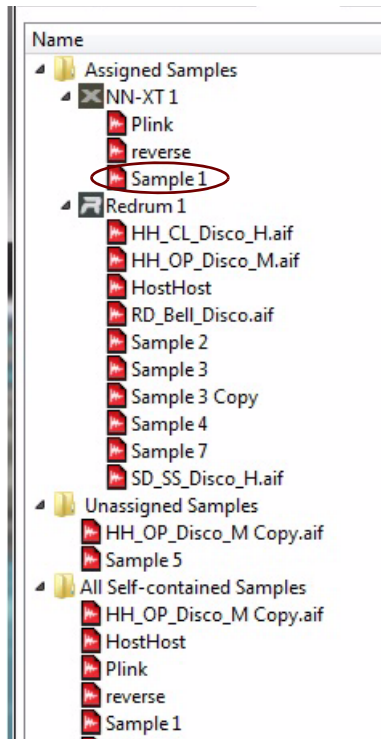 Name
Assigned Samples
NN-XT 1
Plink
reverse
Sample 1
Redrum 1
HH_CL_Disco_H.aif
HH_OP_Disco_M.aif
HostHost
RD_Bell_Disco.aif
Sample 2
Sample 3
Sample 3 Copy
Sample 4
Sample 7
SD_SS_Disco_H.aif
Unassigned Samples
HH_OP_Disco_M Copy.aif
Sample 5
All Self-contained Samples
HH_OP_Disco_M Copy.aif
HostHost
Plink
reverse
Sample 1